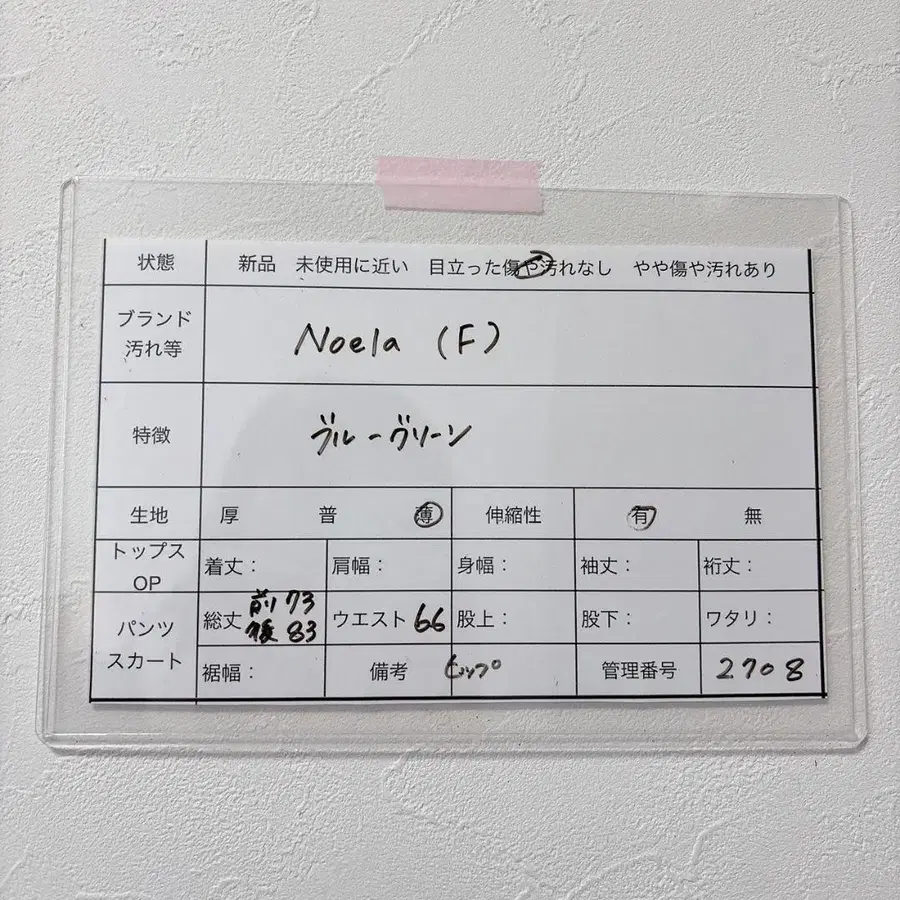 状態 新品 未使用に近い 目立った傷や汚れなし やや傷や汚れあり
ブランド
汚れ等
Noela (F)
特徴 ブルーグリーン
生地 厚 普 薄 伸縮性 有 無
トップス
OP
着丈: 肩幅: 身幅: 袖丈: 裄丈:
パンツ
スカート
総丈 前73
後83
ウエスト66 股上: 股下: ワタリ:
裾幅: 備考 ヒップ 管理番号 2708